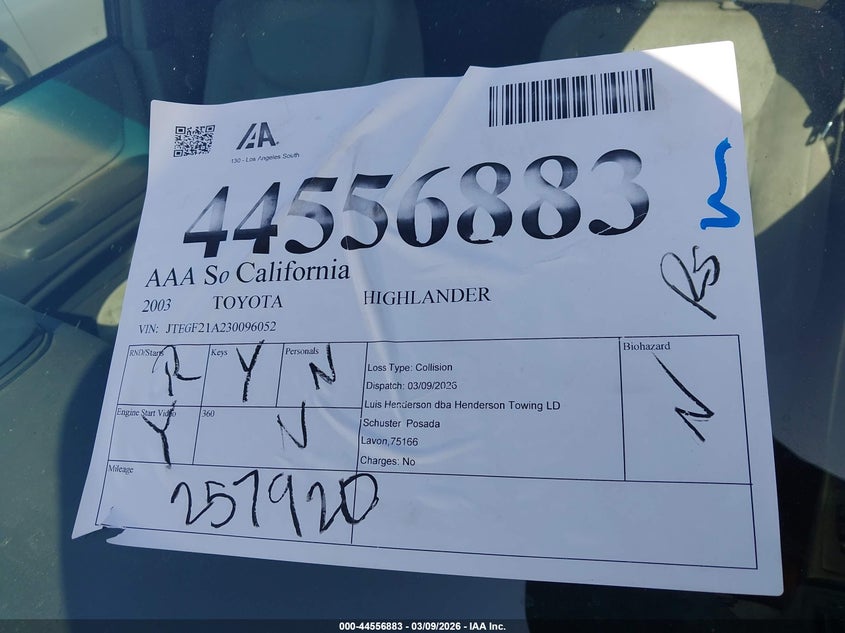 IAA
130 - Los Angeles South
44556883
AAA So California
2003 TOYOTA HIGHLANDER
VIN: JTEGF21A230096052
RND/Starts R
Keys Y
Personals N
Engine Start Video Y
360 N
Loss Type: Collision
Dispatch: 03/09/2026
Luis Henderson dba Henderson Towing LD
Schuster Posada
Lavon,75166
Charges: No
Biohazard N
Mileage
257920
000-44556883 - 03/09/2026 - IAA Inc.